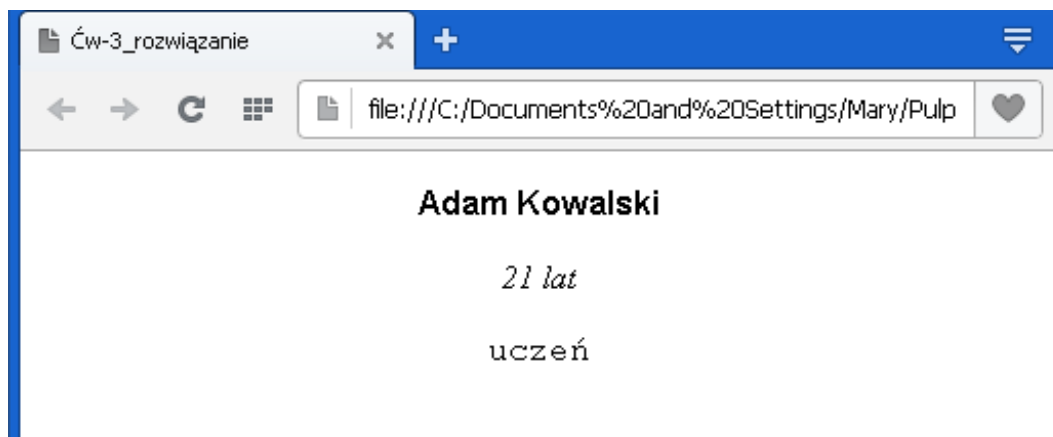 Ćw-3_rozwiązanie
file:///C:/Documents%20and%20Settings/Mary/Pulp
Adam Kowalski
21 lat
uczeń